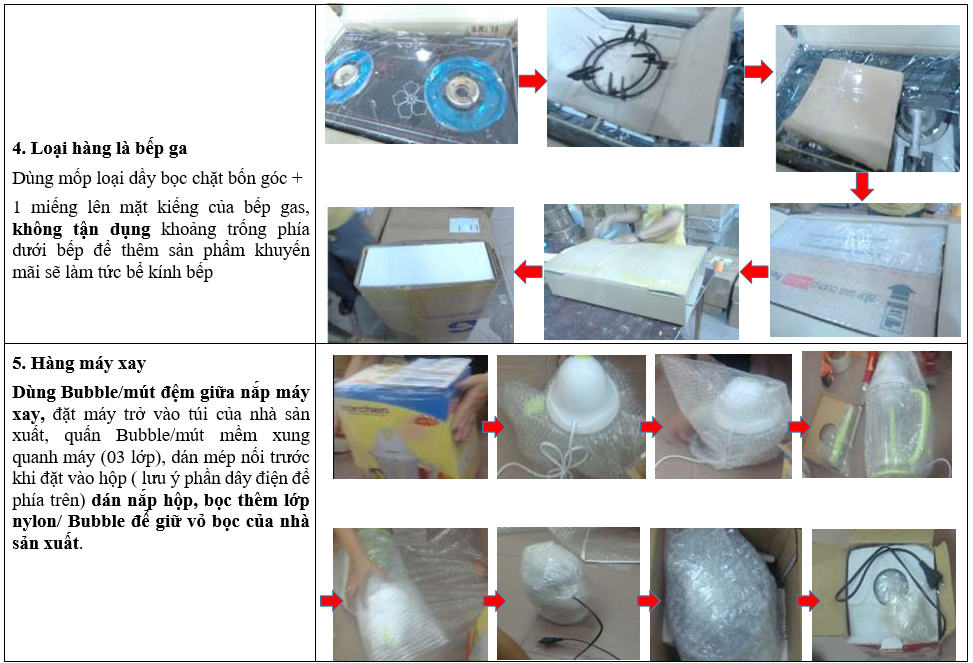 4. Loại hàng là bếp ga
Dùng mốp loại dầy bọc chặt bốn góc +
1 miếng lên mặt kiếng của bếp gas,
không tận dụng khoảng trống phía
dưới bếp để thêm sản phẩm khuyến
mãi sẽ làm tức bể kính bếp
BẾP GAS
5. Hàng máy xay
Dùng Bubble/mút đệm giữa nắp máy
xay, đặt máy trở vào túi của nhà sản
xuất, quấn Bubble/mút mềm xung
quanh máy (03 lớp), dán mép nối trước
khi đặt vào hộp ( lưu ý phần dây điện để
phía trên) dán nắp hộp, bọc thêm lớp
nylon/ Bubble để giữ vỏ bọc của nhà
sản xuất.